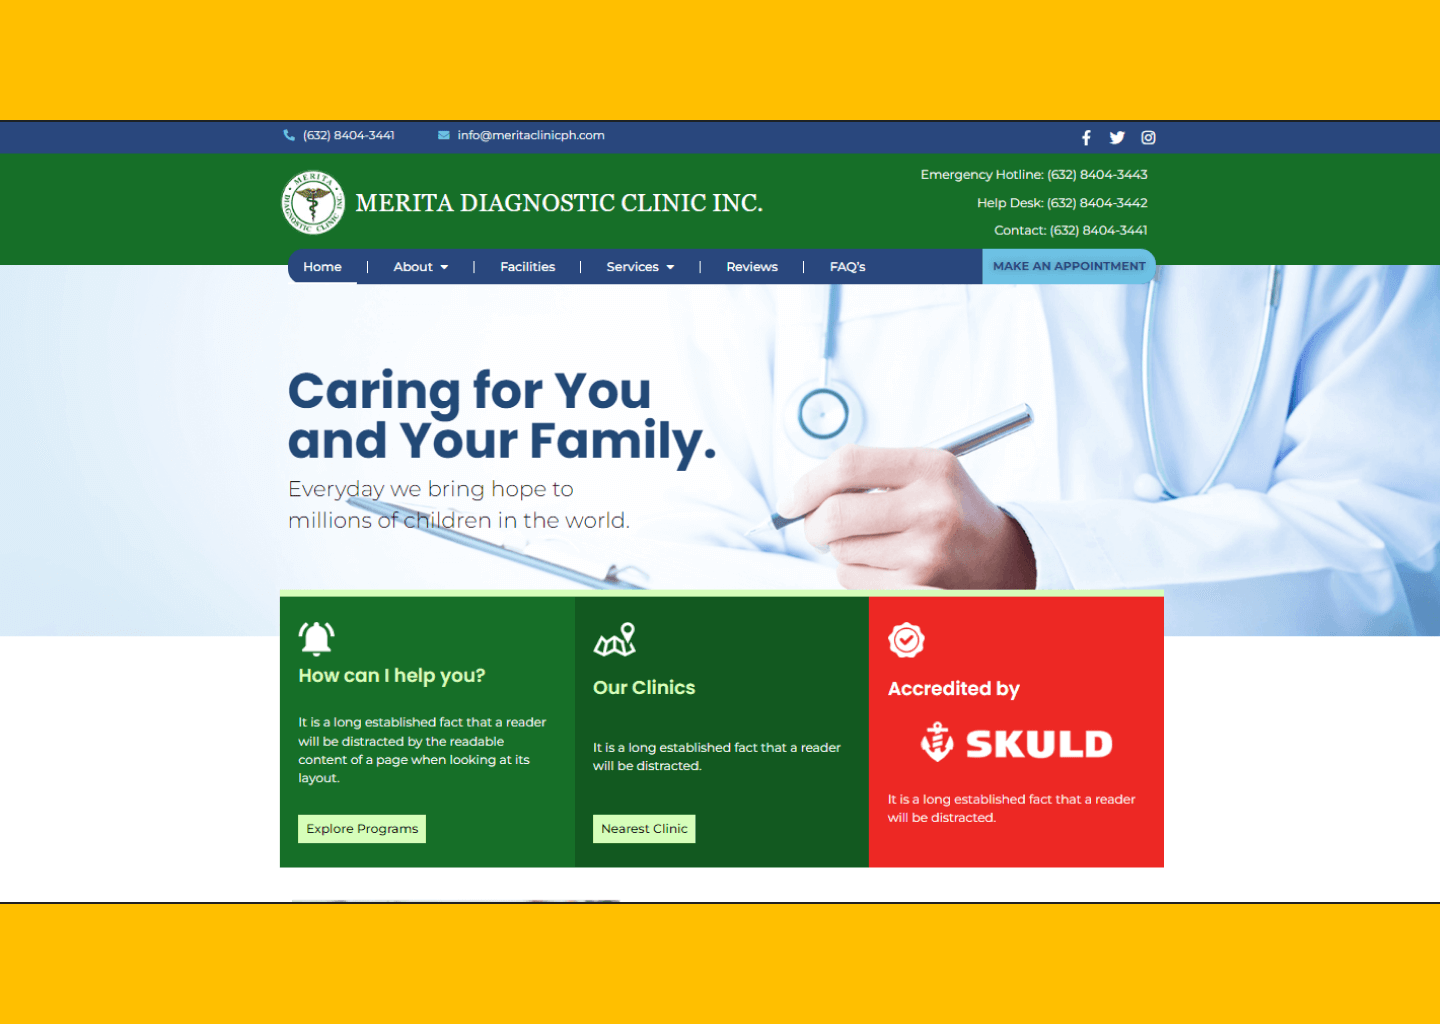 (632) 8404-3441
info@meritaclinicph.com
MERITA
DIAGNOSTIC CLINIC INC.
MERITA DIAGNOSTIC CLINIC INC.
Emergency Hotline: (632) 8404-3443
Help Desk: (632) 8404-3442
Contact: (632) 8404-3441
Home
About
Facilities
Services
Reviews
FAQ's
MAKE AN APPOINTMENT
Caring for You
and Your Family.
Everyday we bring hope to
millions of children in the world.
How can I help you?
It is a long established fact that a reader
will be distracted by the readable
content of a page when looking at its
layout.
Explore Programs
Our Clinics
It is a long established fact that a reader
will be distracted.
Nearest Clinic
Accredited by
SKULD
It is a long established fact that a reader
will be distracted.